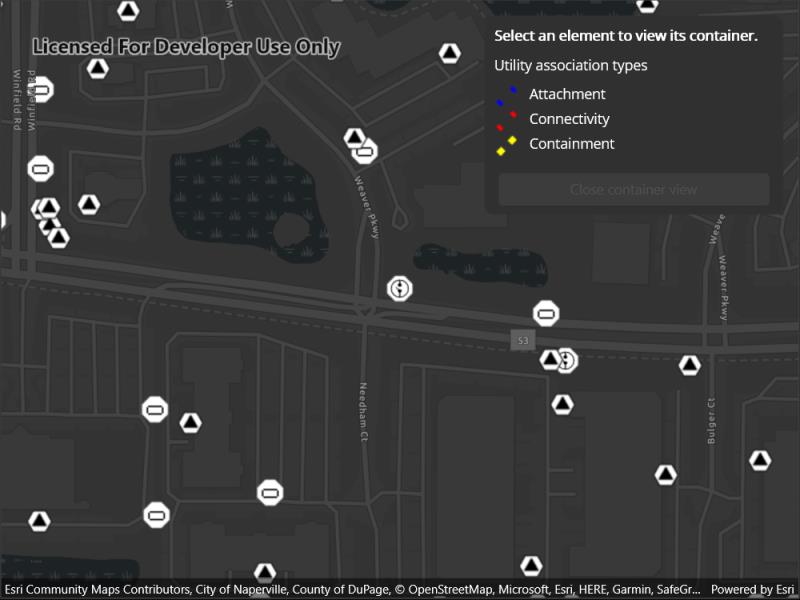 Licensed For Developer Use Only
Select an element to view its container.
Utility association types
Attachment
Connectivity
Containment
Close container view
Winfield Rd
Weaver Pkwy
Weave
Weaver Pkwy
53
Needham Ct
Bulger Ct
Esri Community Maps Contributors, City of Naperville, County of DuPage, © OpenStreetMap, Microsoft, Esri, HERE, Garmin, SafeGr... Powered by Esri